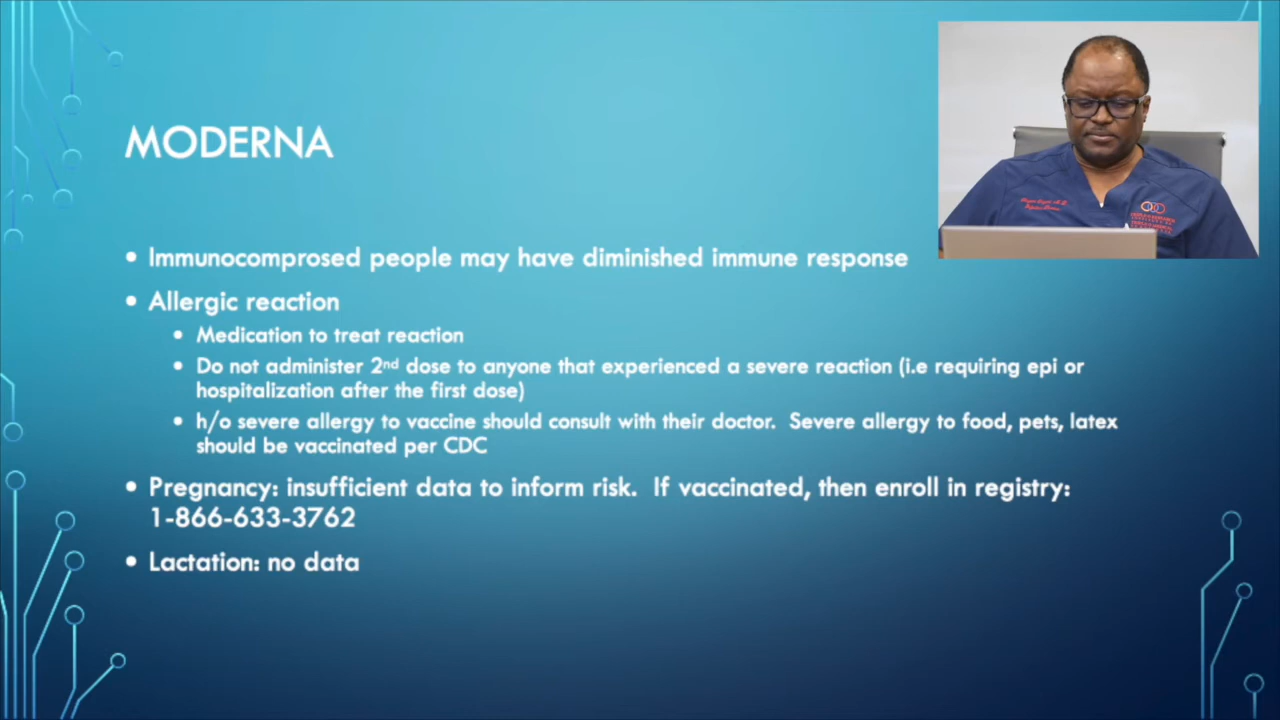 MODERNA
• Immunocomprosed people may have diminished immune response
• Allergic reaction
• Medication to treat reaction
• Do not administer 2nd dose to anyone that experienced a severe reaction (i.e requiring epi or
hospitalization after the first dose)
• h/o severe allergy to vaccine should consult with their doctor. Severe allergy to food, pets, latex
should be vaccinated per CDC
• Pregnancy: insufficient data to inform risk. If vaccinated, then enroll in registry:
1-866-633-3762
• Lactation: no data